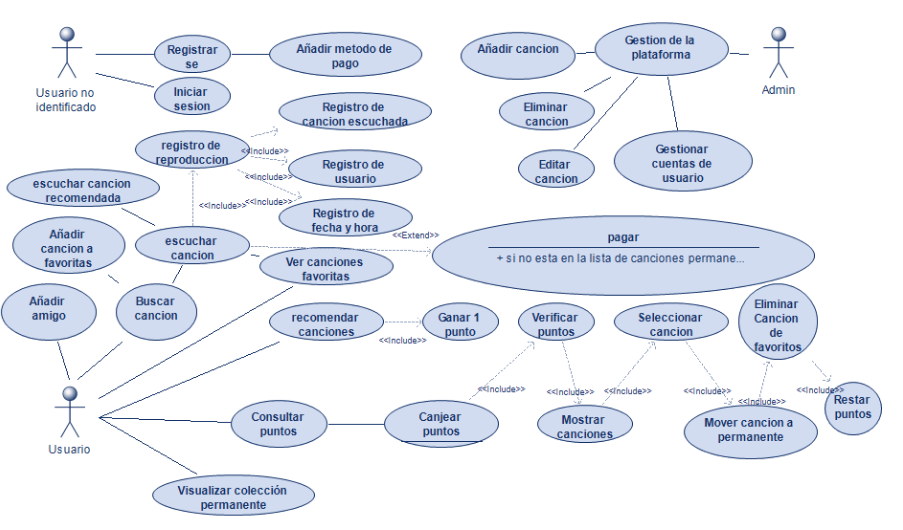 Registrar
se
Añadir metodo de
pago
Añadir cancion
Gestion de la
plataforma
Usuario no
identificado
Iniciar
sesion
Admin
Eliminar
cancion
Registro de
cancion escuchada
registro de
reproduccion
<<Include>>
Registro de
usuario
<<Include>>
Editar
cancion
Gestionar
cuentas de
usuario
escuchar cancion
recomendada
<<Include>>
<<Include>>
Registro de
fecha y hora
<<Extend>>
Añadir
cancion a
favoritas
escuchar
cancion
pagar
+ si no esta en la lista de canciones permane...
Ver canciones
favoritas
Añadir
amigo
Buscar
cancion
recomendar
canciones
<<Include>>
Ganar 1
punto
Verificar
puntos
Seleccionar
cancion
Eliminar
Cancion
de
favoritos
<<Include>>
<<Include>>
<<Include>>
<<Include>>
<<Include>>
<<Include>>
Restar
puntos
Usuario
Consultar
puntos
Canjear
puntos
Mostrar
canciones
Mover cancion a
permanente
Visualizar colección
permanente